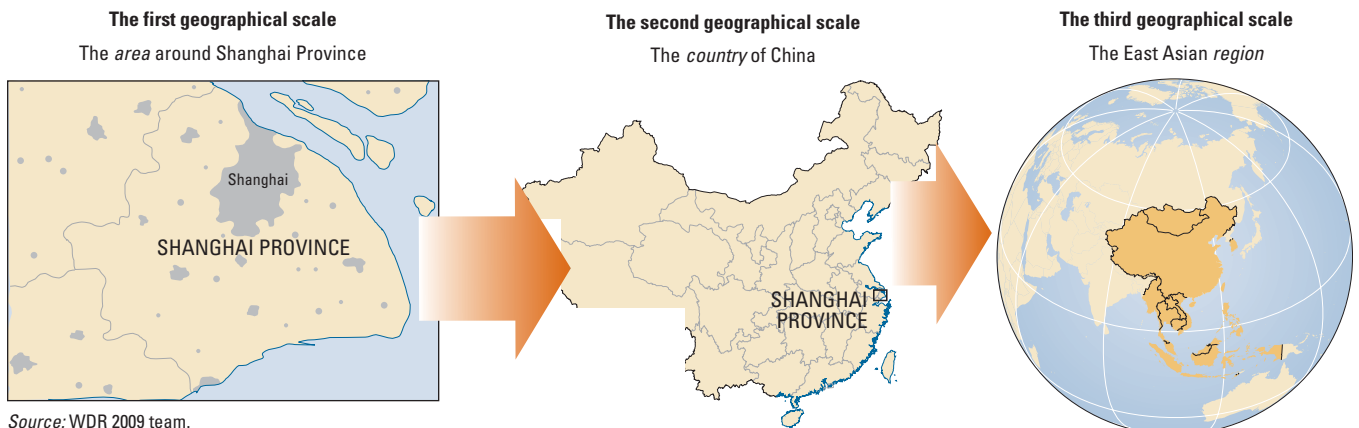 The first geographical scale
The area around Shanghai Province
Shanghai
SHANGHAI PROVINCE
Source: WDR 2009 team.
The second geographical scale
The country of China
SHANGHAI
PROVINCE
The third geographical scale
The East Asian region